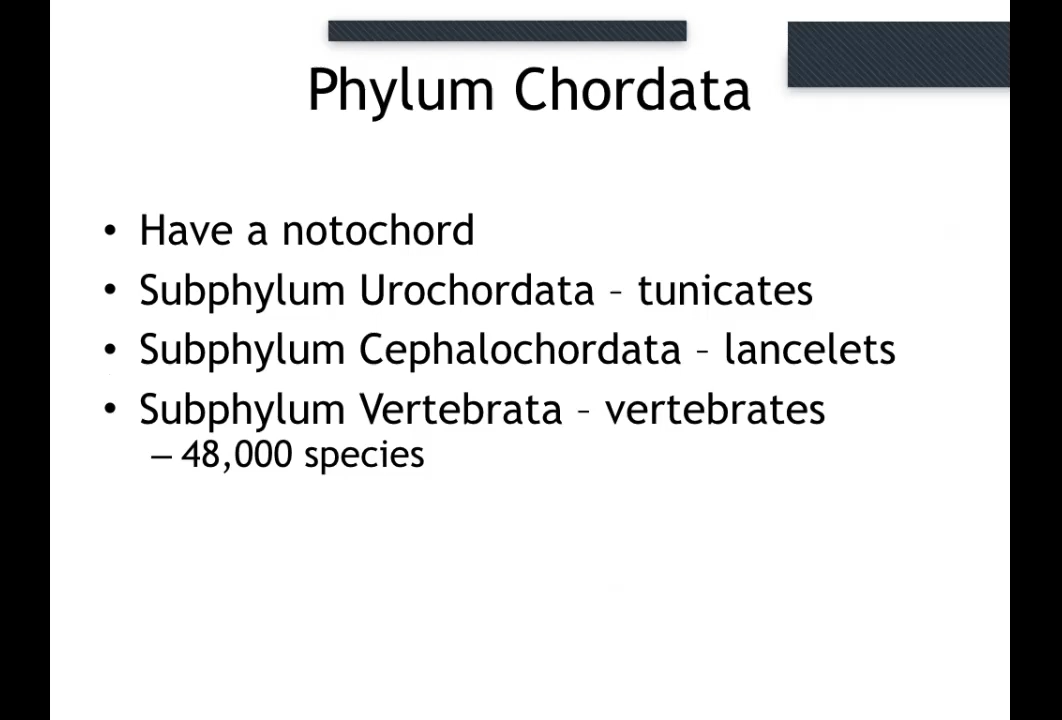 Phylum Chordata
• Have a notochord
• Subphylum Urochordata – tunicates
• Subphylum Cephalochordata – lancelets
• Subphylum Vertebrata – vertebrates
– 48,000 species